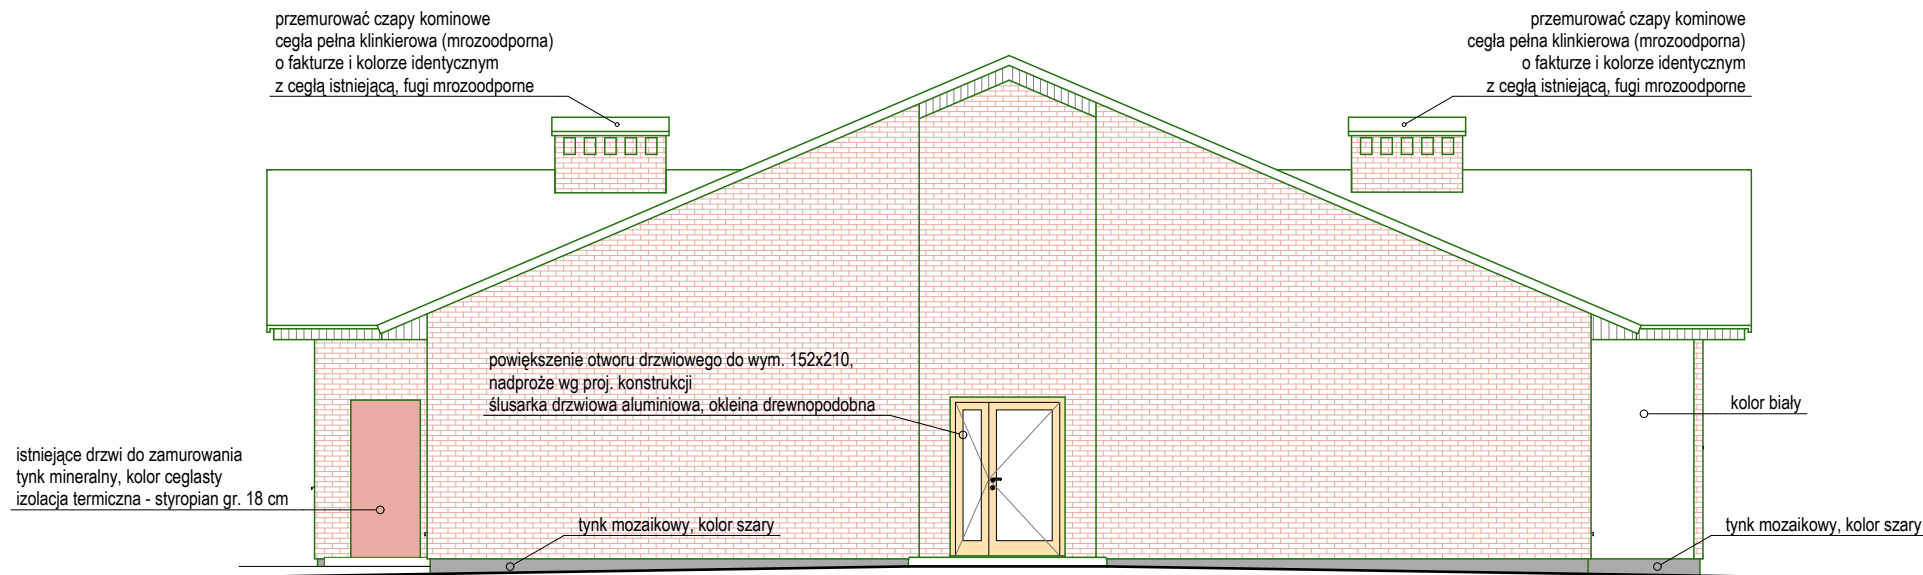 przemurować czapy kominowe
cegła pełna klinkierowa (mrozoodporna)
o fakturze i kolorze identycznym
z cegłą istniejącą, fugi mrozoodporne
przemurować czapy kominowe
cegła pełna klinkierowa (mrozoodporna)
o fakturze i kolorze identycznym
z cegłą istniejącą, fugi mrozoodporne
powiększenie otworu drzwiowego do wym. 152x210,
nadproże wg proj. konstrukcji
ślusarka drzwiowa aluminiowa, okleina drewnopodobna
kolor biały
istniejące drzwi do zamurowania
tynk mineralny, kolor ceglasty
izolacja termiczna - styropian gr. 18 cm
tynk mozaikowy, kolor szary
tynk mozaikowy, kolor szary